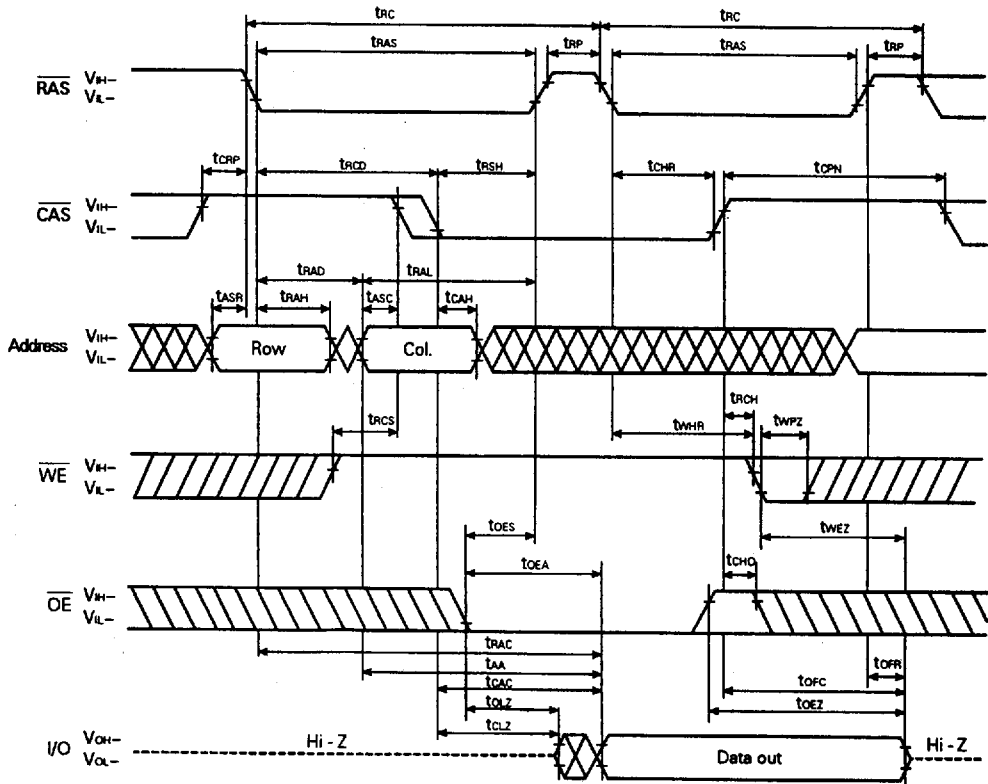 tRC tRC
tRAS tRP tRAS tRP
RAS VIH–
VIL–
tCRP tRCD tRSH tCHR tCPN
CAS VIH–
VIL–
tRAD tRAL
tASR tRAH tASC tCAH
Address VIH– Row Col.
VIL–
tRCH
tRCS tWHR tWPZ
WE VIH–
VIL–
tOES tWEZ
tOEA tCHO
OE VIH–
VIL–
tRAC
tAA tOFR
tCAC tOFC
tOLZ tOEZ
tCLZ
I/O VOH– Hi - Z Data out Hi - Z
VOL–